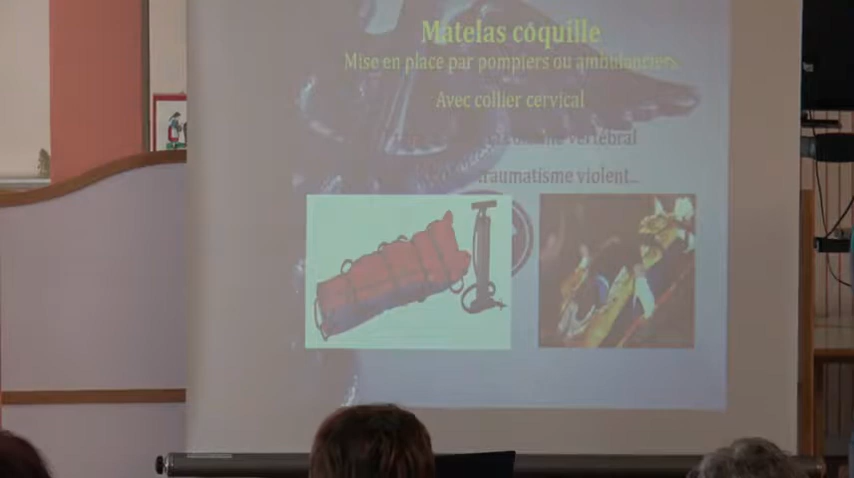 Matelas coquille
Mise en place par pompiers ou ambulanciers
Avec collier cervical
vertébral
traumatisme violent...